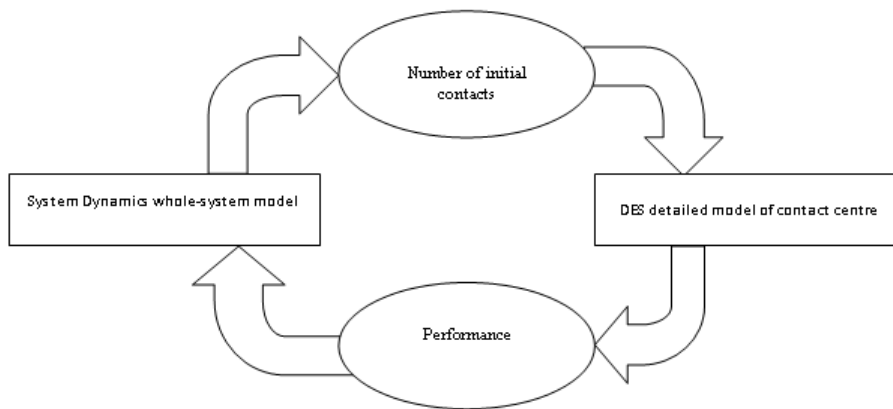 Number of initial
contacts
System Dynamics whole-system model
DES detailed model of contact centre
Performance